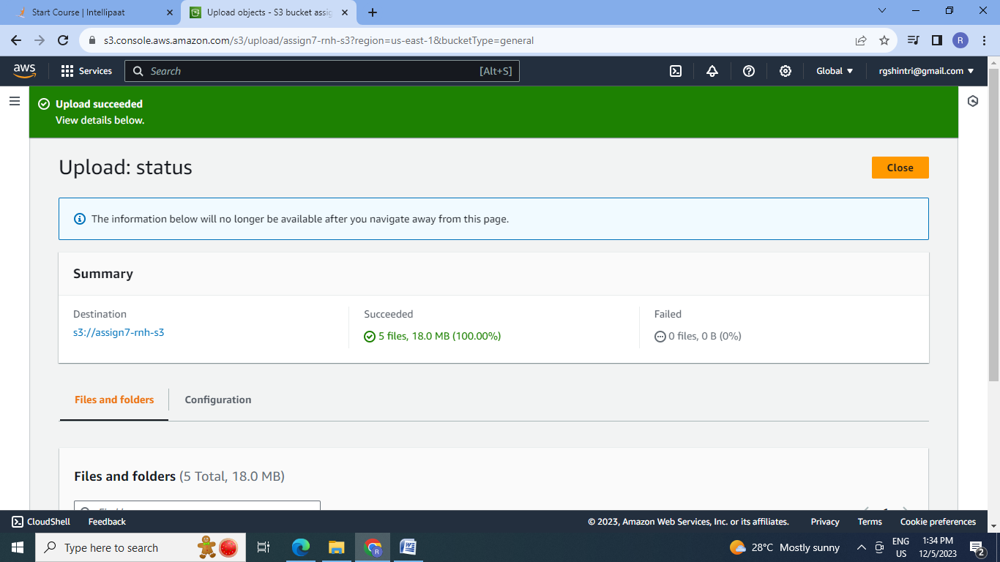 Start Course | Intellipaat
Upload objects - S3 bucket assig
s3.console.aws.amazon.com/s3/upload/assign7-rnh-s3?region=us-east-1&bucketType=general
R
aws
Services
Search
[Alt+S]
Global
rgshintri@gmail.com
Upload succeeded
View details below.
Upload: status
Close
The information below will no longer be available after you navigate away from this page.
Summary
Destination
s3://assign7-rnh-s3
Succeeded
5 files, 18.0 MB (100.00%)
Failed
0 files, 0 B (0%)
Files and folders
Configuration
Files and folders (5 Total, 18.0 MB)
CloudShell
Feedback
© 2023, Amazon Web Services, Inc. or its affiliates.
Privacy
Terms
Cookie preferences
Type here to search
R
28°C Mostly sunny
ENG
US
1:34 PM
12/5/2023
2